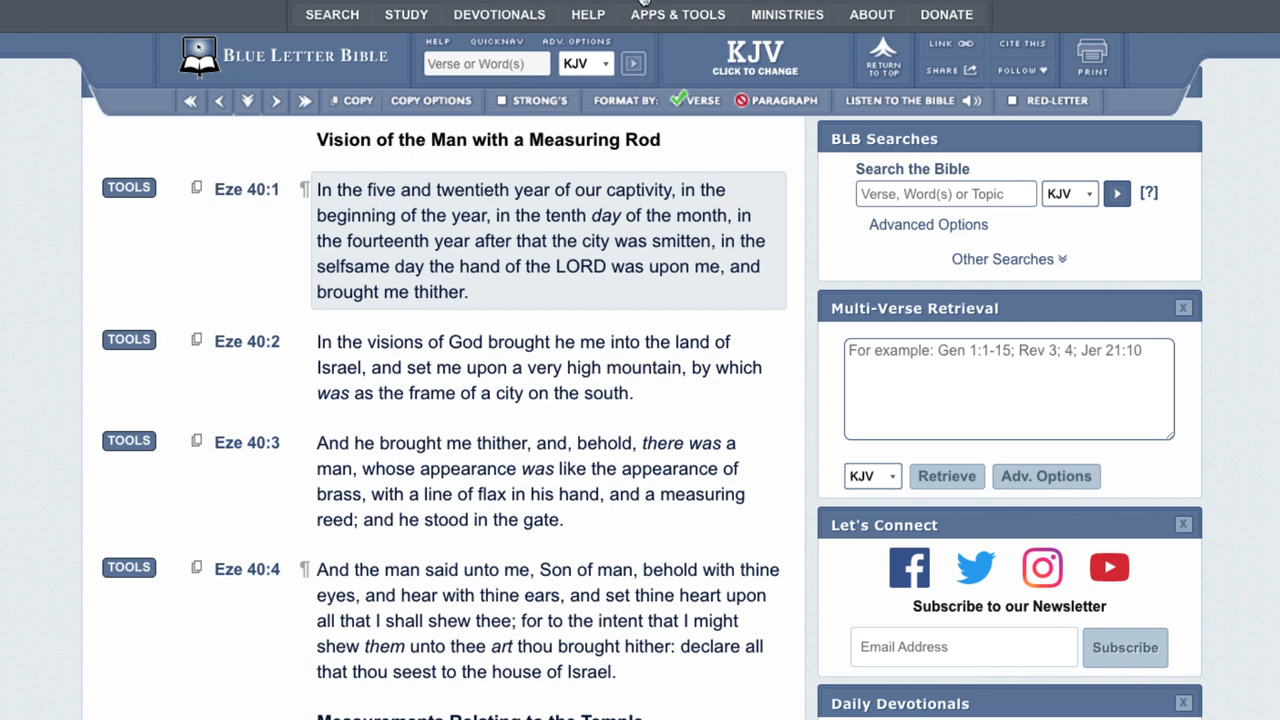 SEARCH STUDY DEVOTIONALS HELP APPS & TOOLS MINISTRIES ABOUT DONATE
BLUE LETTER BIBLE
HELP QUICKNAV ADV. OPTIONS
Verse or Word(s) KJV
KJV
CLICK TO CHANGE
RETURN
TO TOP
LINK
SHARE
CITE THIS
FOLLOW
PRINT
COPY COPY OPTIONS STRONG'S FORMAT BY: VERSE PARAGRAPH LISTEN TO THE BIBLE RED-LETTER
Vision of the Man with a Measuring Rod
TOOLS Eze 40:1 ¶ In the five and twentieth year of our captivity, in the
beginning of the year, in the tenth day of the month, in
the fourteenth year after that the city was smitten, in the
selfsame day the hand of the LORD was upon me, and
brought me thither.
TOOLS Eze 40:2 In the visions of God brought he me into the land of
Israel, and set me upon a very high mountain, by which
was as the frame of a city on the south.
TOOLS Eze 40:3 And he brought me thither, and, behold, there was a
man, whose appearance was like the appearance of
brass, with a line of flax in his hand, and a measuring
reed; and he stood in the gate.
TOOLS Eze 40:4 ¶ And the man said unto me, Son of man, behold with thine
eyes, and hear with thine ears, and set thine heart upon
all that I shall shew thee; for to the intent that I might
shew them unto thee art thou brought hither: declare all
that thou seest to the house of Israel.
Measurements Relating to the Temple
BLB Searches
Search the Bible
Verse, Word(s) or Topic KJV [?]
Advanced Options
Other Searches
Multi-Verse Retrieval X
For example: Gen 1:1-15; Rev 3; 4; Jer 21:10
KJV Retrieve Adv. Options
Let's Connect X
Subscribe to our Newsletter
Email Address Subscribe
Daily Devotionals X